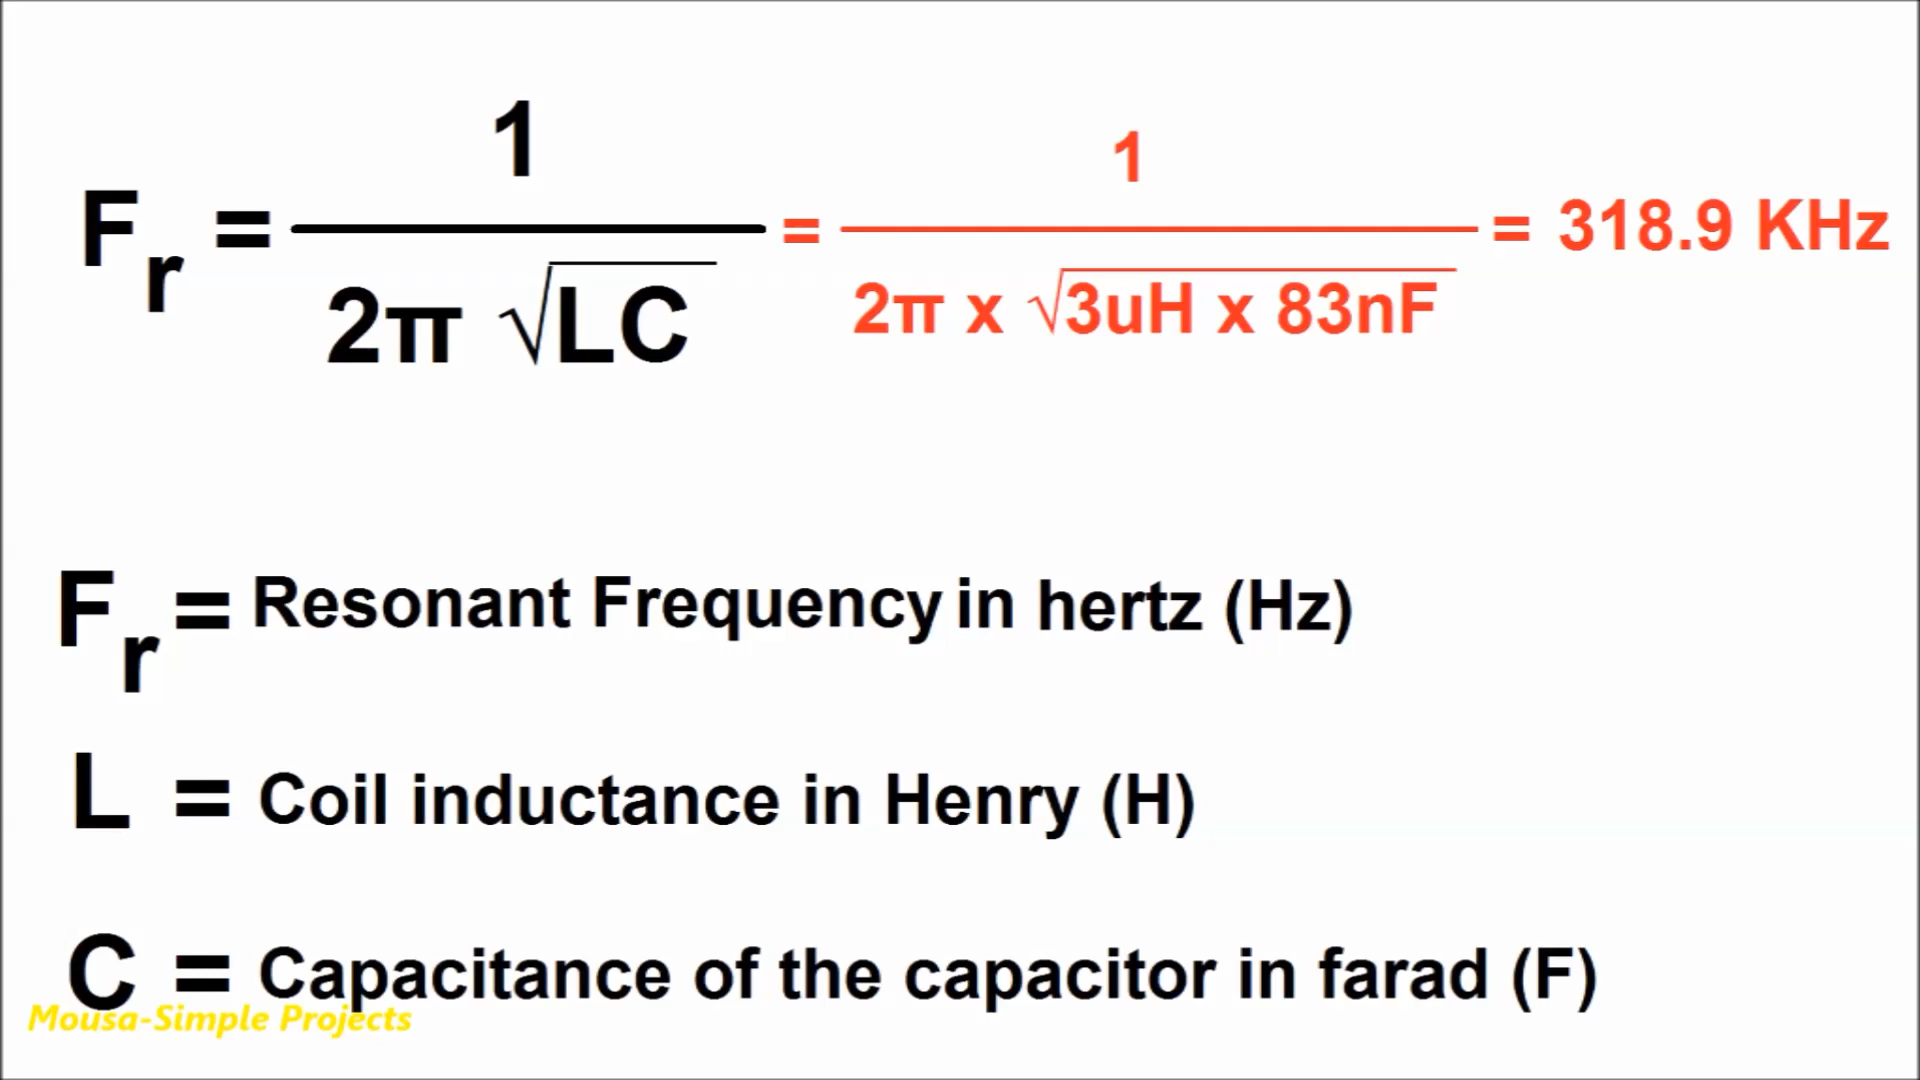 Fr = 1 / 2π √LC = 1 / 2π x √3uH x 83nF = 318.9 KHz
Fr = Resonant Frequency in hertz (Hz)
L = Coil inductance in Henry (H)
C = Capacitance of the capacitor in farad (F)
Mousa-Simple Projects